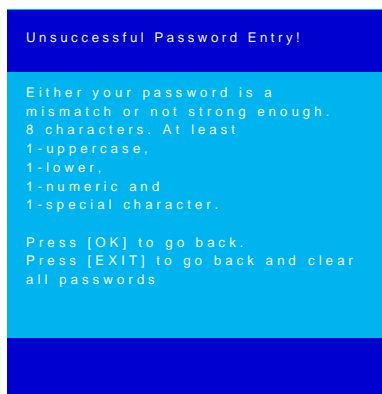 Unsuccessful Password Entry!
Either your password is a
mismatch or not strong enough.
8 characters. At least
1-uppercase,
1-lower,
1-numeric and
1-special character.
Press [OK] to go back.
Press [EXIT] to go back and clear
all passwords